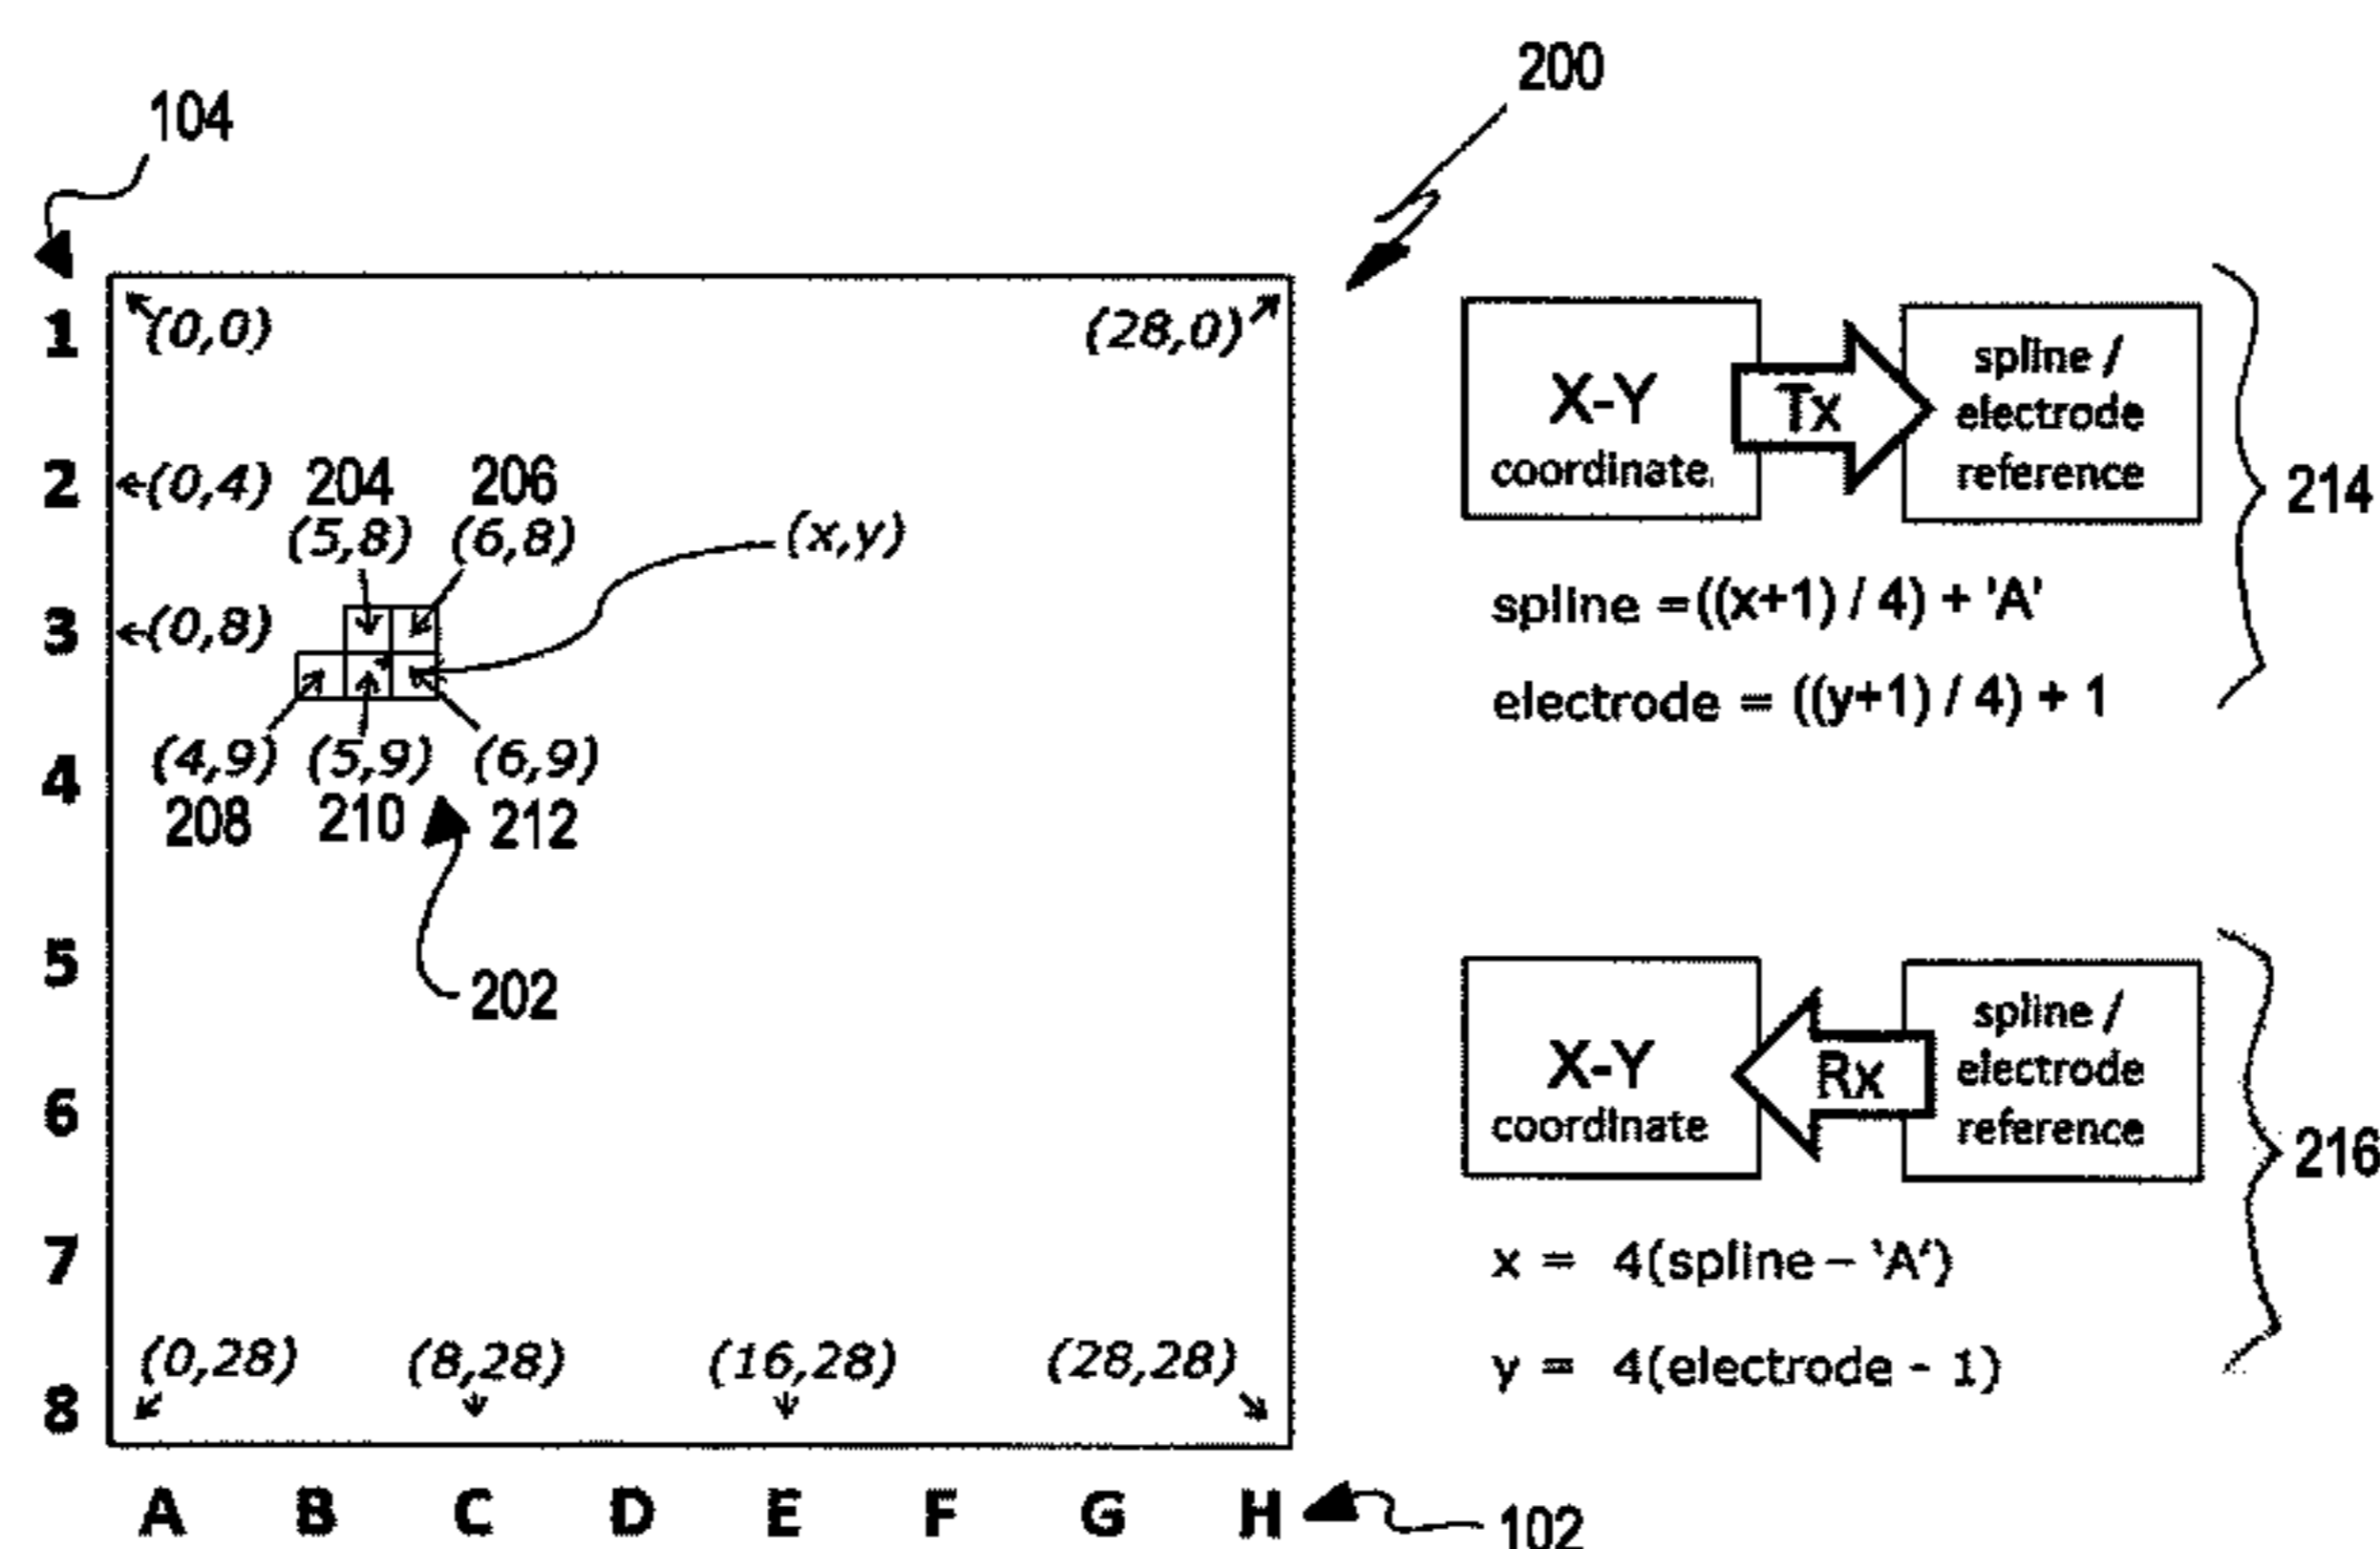 200
104
1
(0,0)
(28,0)
2
(0,4)
204
206
(5,8)
(6,8)
(x,y)
3
(0,8)
4
(4,9)
(5,9)
(6,9)
208
210
212
5
202
6
7
(0,28)
(8,28)
(16,28)
(28,28)
8
A B C D E F G H
102
X-Y
coordinate
Tx
spline /
electrode
reference
214
spline =((x+1) / 4) + 'A'
electrode = ((y+1) / 4) + 1
X-Y
coordinate
Rx
spline /
electrode
reference
216
x = 4(spline – ‘A’)
y = 4(electrode - 1)